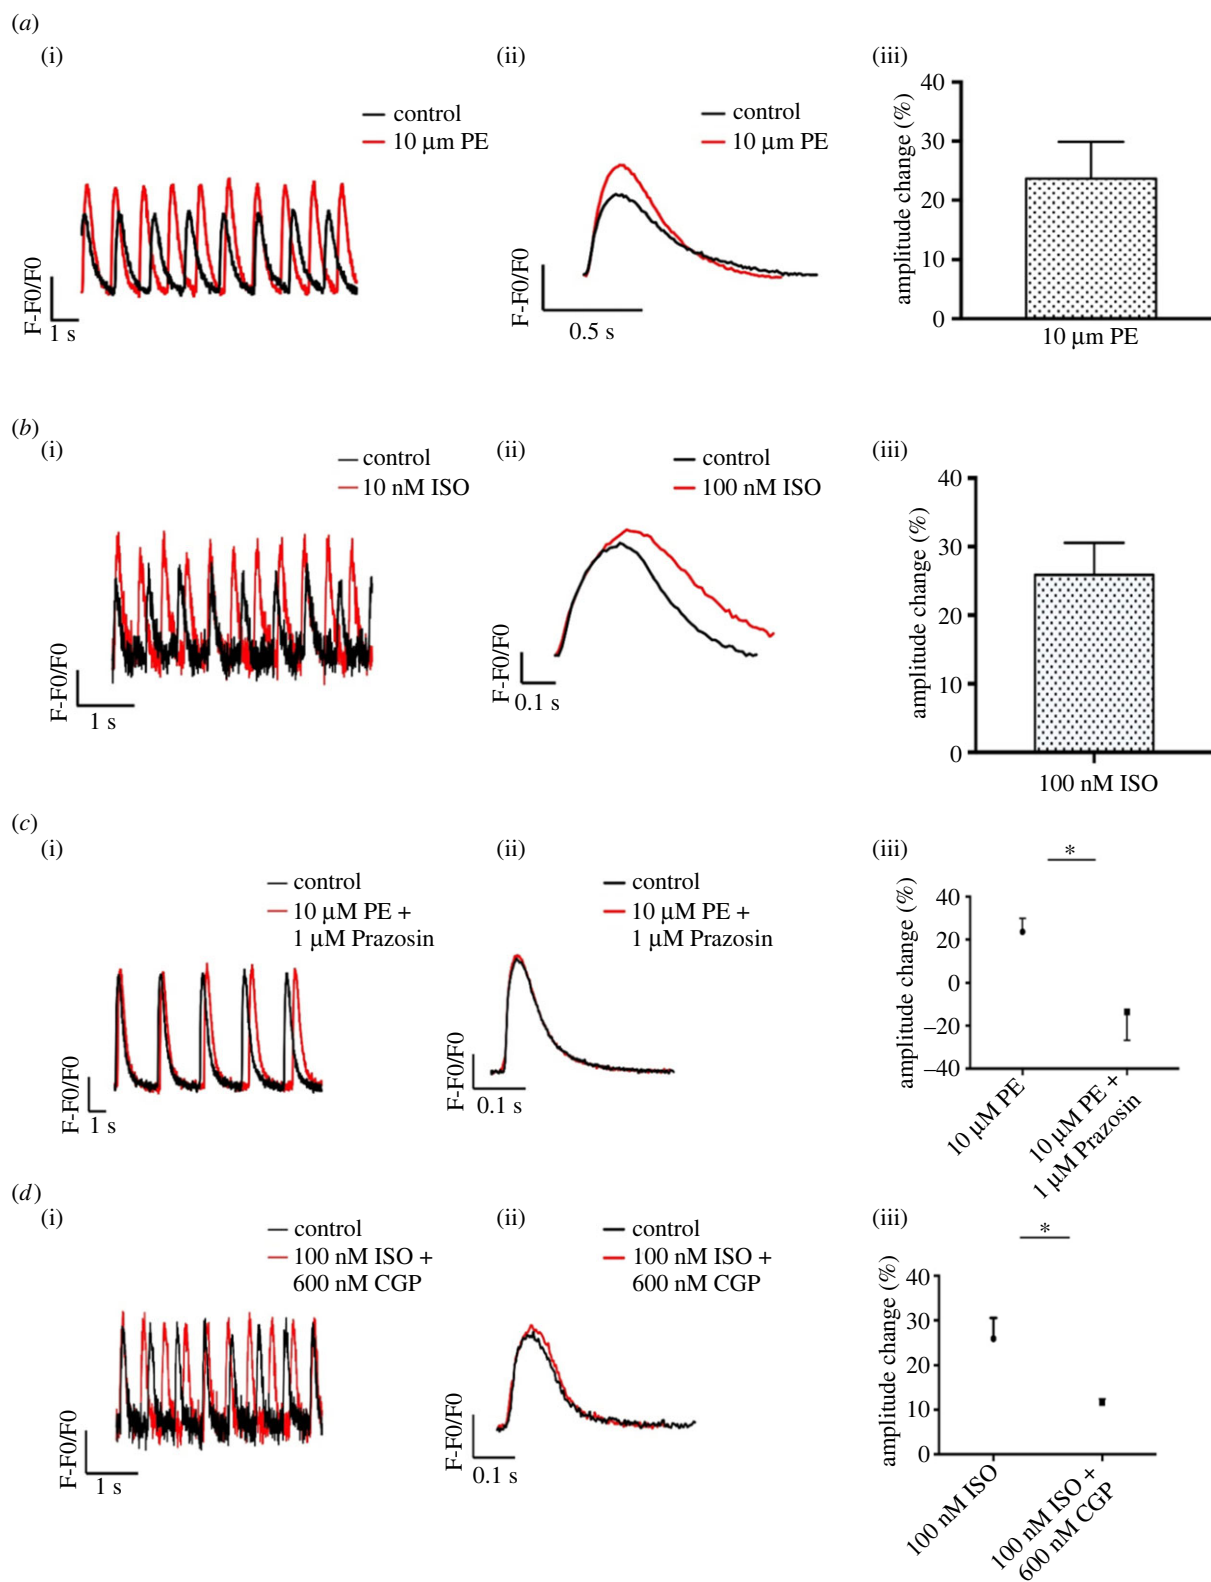 (a)
(i)
(ii)
(iii)
control
10 μm PE
F-F0/F0
1 s
control
10 μm PE
F-F0/F0
0.5 s
amplitude change (%)
40
30
20
10
0
10 μm PE
(b)
(i)
(ii)
(iii)
control
10 nM ISO
F-F0/F0
1 s
control
100 nM ISO
F-F0/F0
0.1 s
amplitude change (%)
40
30
20
10
0
100 nM ISO
(c)
(i)
(ii)
(iii)
control
10 μM PE +
1 μM Prazosin
F-F0/F0
1 s
control
10 μM PE +
1 μM Prazosin
F-F0/F0
0.1 s
*
amplitude change (%)
40
20
0
–20
–40
10 μM PE
10 μM PE +
1 μM Prazosin
(d)
(i)
(ii)
(iii)
control
100 nM ISO +
600 nM CGP
F-F0/F0
1 s
control
100 nM ISO +
600 nM CGP
F-F0/F0
0.1 s
*
amplitude change (%)
40
30
20
10
0
100 nM ISO
100 nM ISO +
600 nM CGP